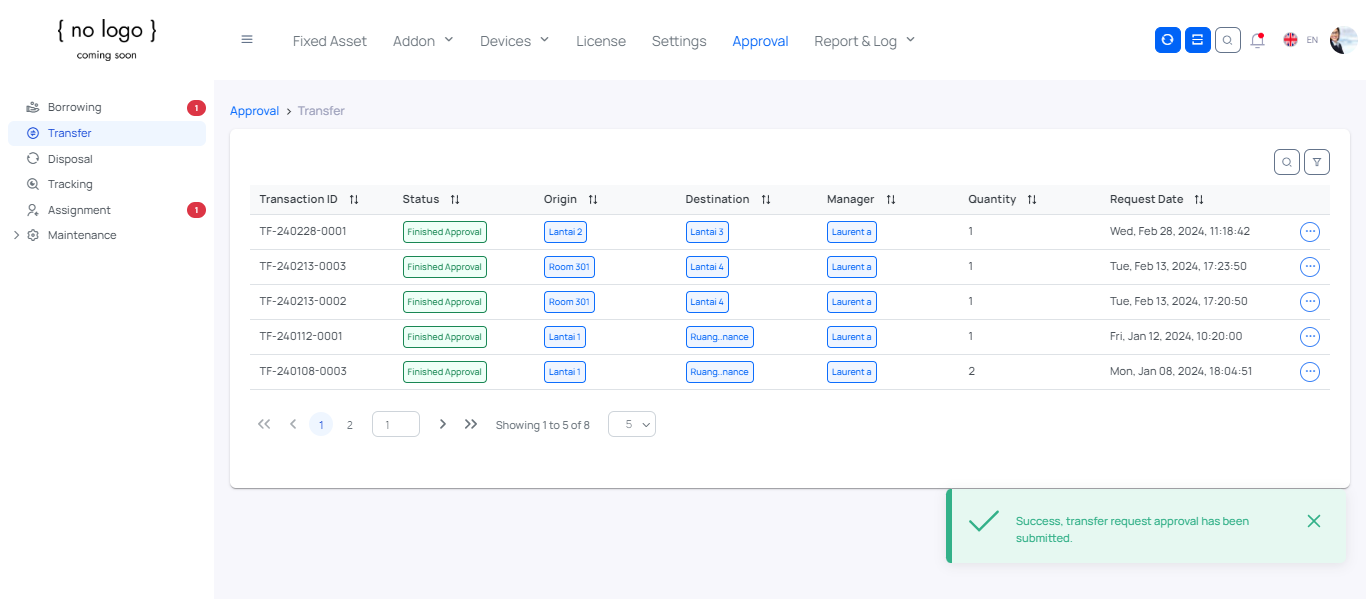 { no logo }
coming soon
Fixed Asset Addon Devices License Settings Approval Report & Log EN
Borrowing 1
Transfer
Disposal
Tracking
Assignment 1
Maintenance
Approval > Transfer
Transaction ID Status Origin Destination Manager Quantity Request Date
TF-240228-0001 Finished Approval Lantai 2 Lantai 3 Laurent a 1 Wed, Feb 28, 2024, 11:18:42
TF-240213-0003 Finished Approval Room 301 Lantai 4 Laurent a 1 Tue, Feb 13, 2024, 17:23:50
TF-240213-0002 Finished Approval Room 301 Lantai 4 Laurent a 1 Tue, Feb 13, 2024, 17:20:50
TF-240112-0001 Finished Approval Lantai 1 Ruang..nance Laurent a 1 Fri, Jan 12, 2024, 10:20:00
TF-240108-0003 Finished Approval Lantai 1 Ruang..nance Laurent a 2 Mon, Jan 08, 2024, 18:04:51
1 2 1 Showing 1 to 5 of 8 5
Success, transfer request approval has been
submitted.